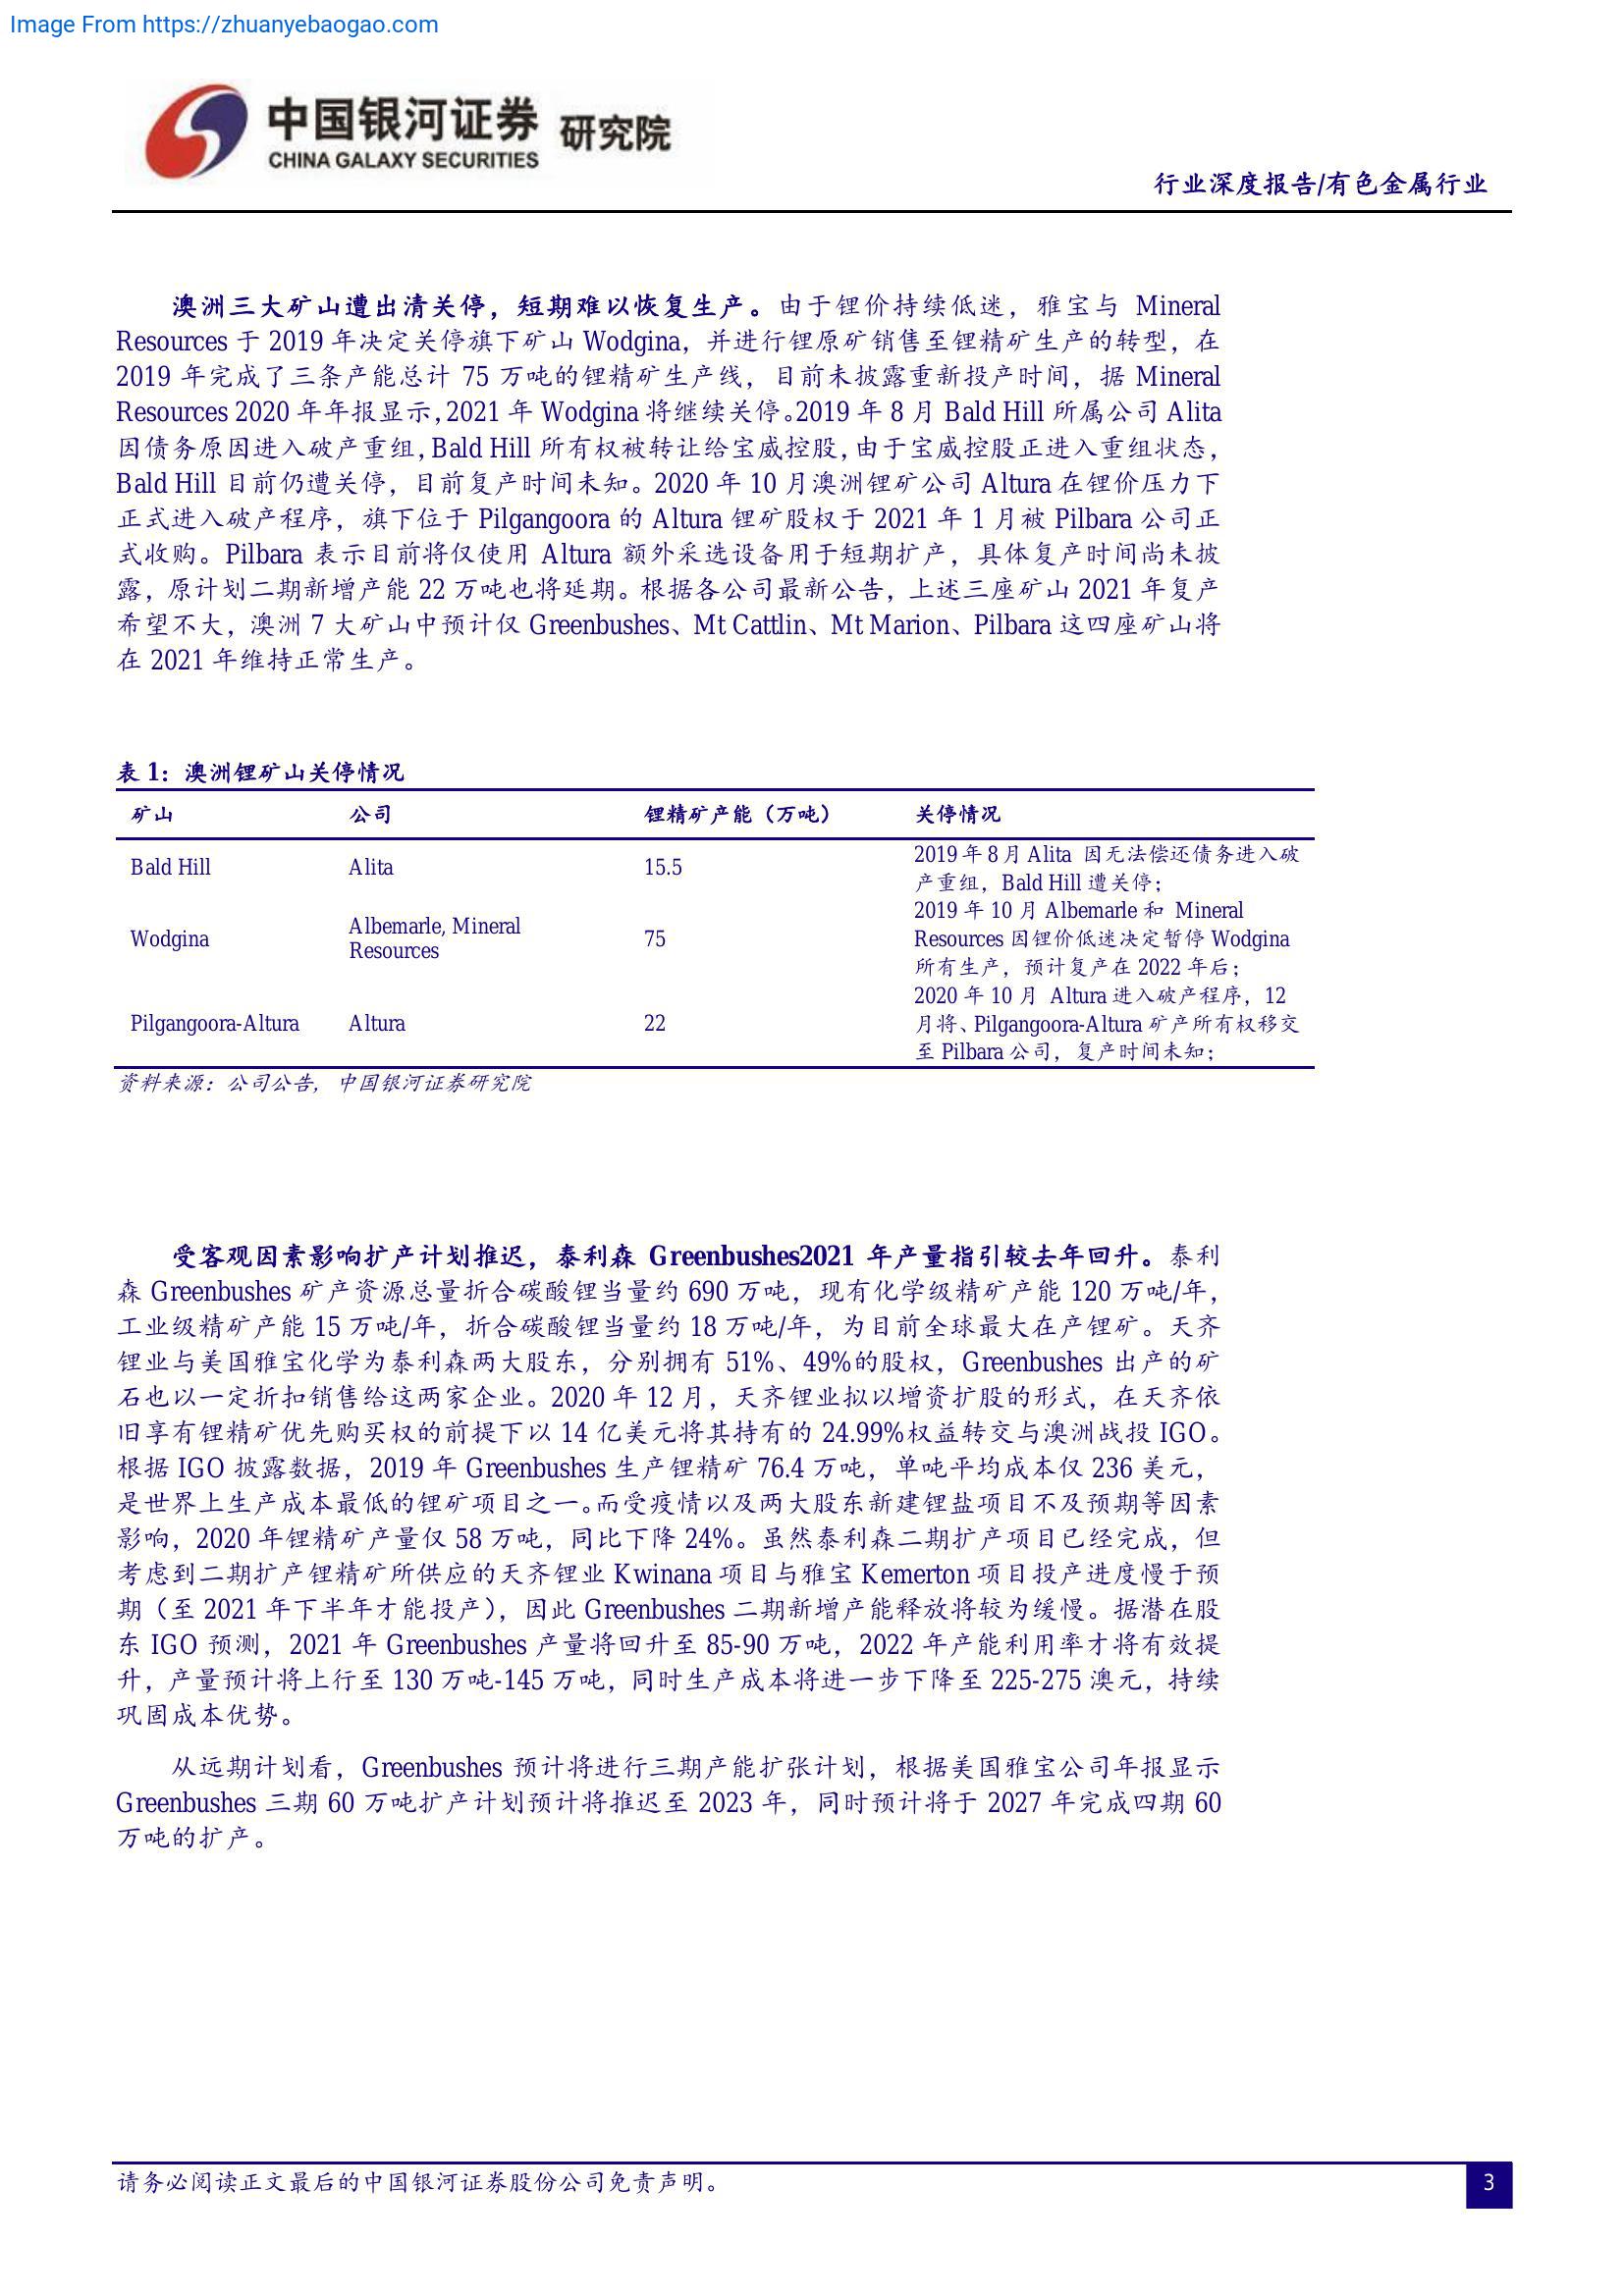 Image From https://zhuanyebaogao.com
中国银河证券 研究院
CHINA GALAXY SECURITIES
行业深度报告/有色金属行业
澳洲三大矿山遭出清关停，短期难以恢复生产。由于锂价持续低迷，雅宝与 Mineral
Resources 于 2019 年决定关停旗下矿山 Wodgina，并进行锂原矿销售至锂精矿生产的转型，在
2019 年完成了三条产能总计 75 万吨的锂精矿生产线，目前未披露重新投产时间，据 Mineral
Resources 2020 年年报显示，2021 年 Wodgina 将继续关停。2019 年 8 月 Bald Hill 所属公司 Alita
因债务原因进入破产重组，Bald Hill 所有权被转让给宝威控股，由于宝威控股正进入重组状态，
Bald Hill 目前仍遭关停，目前复产时间未知。2020 年 10 月澳洲锂矿公司 Altura 在锂价压力下
正式进入破产程序，旗下位于 Pilgangoora 的 Altura 锂矿股权于 2021 年 1 月被 Pilbara 公司正
式收购。Pilbara 表示目前将仅使用 Altura 额外采选设备用于短期扩产，具体复产时间尚未披
露，原计划二期新增产能 22 万吨也将延期。根据各公司最新公告，上述三座矿山 2021 年复产
希望不大，澳洲 7 大矿山中预计仅 Greenbushes、Mt Cattlin、Mt Marion、Pilbara 这四座矿山将
在 2021 年维持正常生产。
表 1：澳洲锂矿山关停情况
矿山 公司 锂精矿产能（万吨） 关停情况
Bald Hill Alita 15.5 2019 年 8 月 Alita 因无法偿还债务进入破
产重组，Bald Hill 遭关停；
Wodgina Albemarle, Mineral
Resources 75 2019 年 10 月 Albemarle 和 Mineral
Resources 因锂价低迷决定暂停 Wodgina
所有生产，预计复产在 2022 年后；
Pilgangoora-Altura Altura 22 2020 年 10 月 Altura 进入破产程序，12
月将、Pilgangoora-Altura 矿产所有权移交
至 Pilbara 公司，复产时间未知；
资料来源：公司公告，中国银河证券研究院
受客观因素影响扩产计划推迟，泰利森 Greenbushes2021 年产量指引较去年回升。泰利
森 Greenbushes 矿产资源总量折合碳酸锂当量约 690 万吨，现有化学级精矿产能 120 万吨/年，
工业级精矿产能 15 万吨/年，折合碳酸锂当量约 18 万吨/年，为目前全球最大在产锂矿。天齐
锂业与美国雅宝化学为泰利森两大股东，分别拥有 51%、49%的股权，Greenbushes 出产的矿
石也以一定折扣销售给这两家企业。2020 年 12 月，天齐锂业拟以增资扩股的形式，在天齐依
旧享有锂精矿优先购买权的前提下以 14 亿美元将其持有的 24.99%权益转交与澳洲战投 IGO。
根据 IGO 披露数据，2019 年 Greenbushes 生产锂精矿 76.4 万吨，单吨平均成本仅 236 美元，
是世界上生产成本最低的锂矿项目之一。而受疫情以及两大股东新建锂盐项目不及预期等因素
影响，2020 年锂精矿产量仅 58 万吨，同比下降 24%。虽然泰利森二期扩产项目已经完成，但
考虑到二期扩产锂精矿所供应的天齐锂业 Kwinana 项目与雅宝 Kemerton 项目投产进度慢于预
期（至 2021 年下半年才能投产），因此 Greenbushes 二期新增产能释放将较为缓慢。据潜在股
东 IGO 预测，2021 年 Greenbushes 产量将回升至 85-90 万吨，2022 年产能利用率才将有效提
升，产量预计将上行至 130 万吨-145 万吨，同时生产成本将进一步下降至 225-275 澳元，持续
巩固成本优势。
从远期计划看，Greenbushes 预计将进行三期产能扩张计划，根据美国雅宝公司年报显示
Greenbushes 三期 60 万吨扩产计划预计将推迟至 2023 年，同时预计将于 2027 年完成四期 60
万吨的扩产。
请务必阅读正文最后的中国银河证券股份公司免责声明。
3